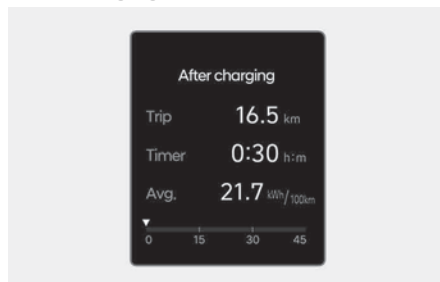 After charging
Trip 16.5 km
Timer 0:30 h:m
Avg. 21.7 kWh/100km
0 15 30 45